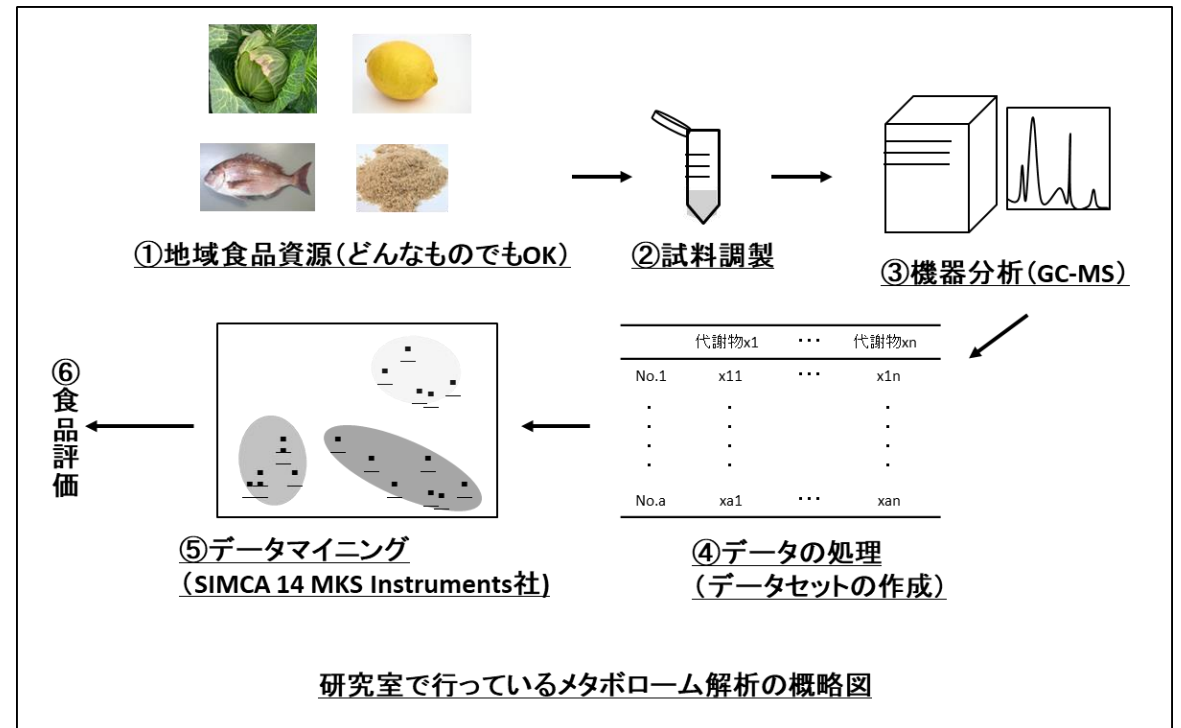 ①地域食品資源(どんなものでもOK)
②試料調製
③機器分析(GC-MS)
代謝物x1 ··· 代謝物xn
No.1 x11 ··· x1n
· · ·
· · ·
· · ·
· · ·
No.a xa1 ··· xan
④データの処理
(データセットの作成)
⑤データマイニング
(SIMCA 14 MKS Instruments社)
⑥食品評価
研究室で行っているメタボローム解析の概略図